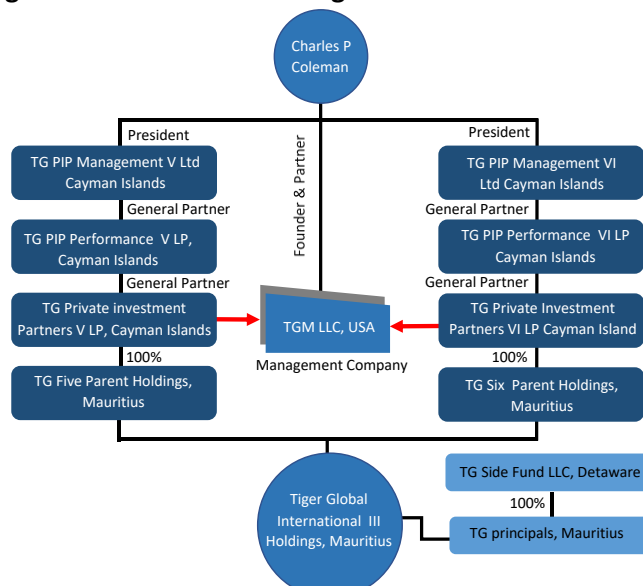 Charles P
Coleman
President
President
TG PIP Management V Ltd
Cayman Islands
TG PIP Management VI
Ltd Cayman Islands
General Partner
General Partner
Founder & Partner
TG PIP Performance V LP,
Cayman Islands
TG PIP Performance VI LP
Cayman Islands
General Partner
General Partner
TG Private investment
Partners V LP, Cayman Islands
TGM LLC, USA
TG Private Investment
Partners VI LP Cayman Island
Management Company
100%
100%
TG Five Parent Holdings,
Mauritius
TG Six Parent Holdings,
Mauritius
Tiger Global
International III
Holdings, Mauritius
TG Side Fund LLC, Detaware
100%
TG principals, Mauritius